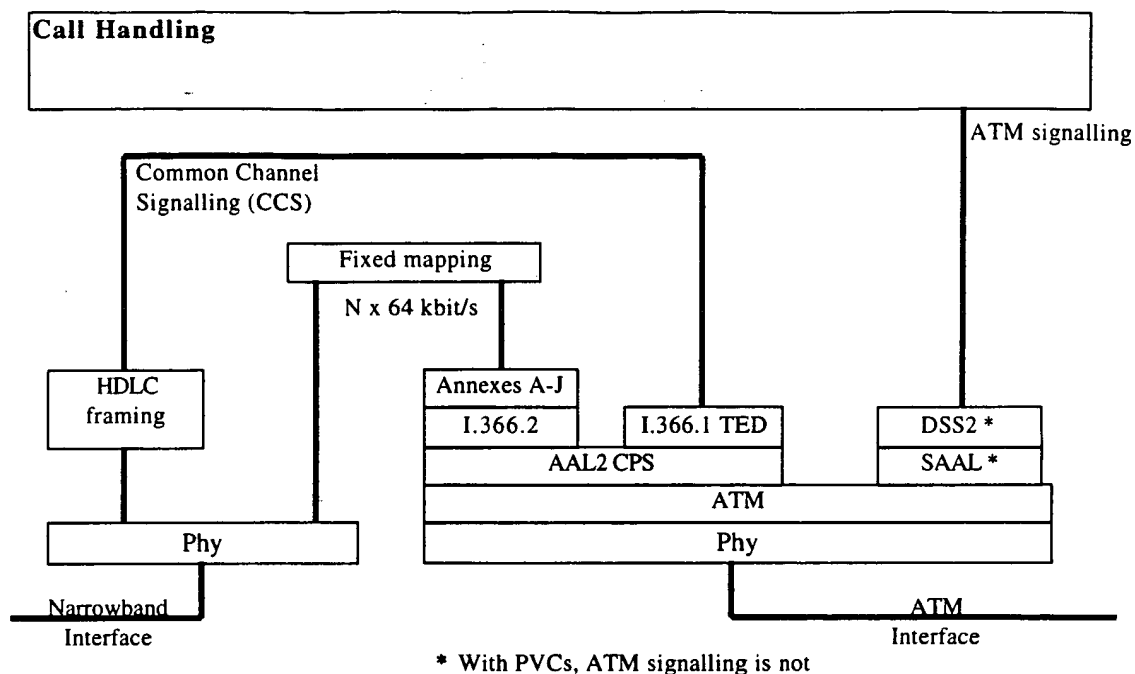 Call Handling
ATM signalling
Common Channel
Signalling (CCS)
Fixed mapping
N x 64 kbit/s
HDLC
framing
Annexes A-J
I.366.2
I.366.1 TED
DSS2 *
AAL2 CPS
SAAL *
ATM
Phy
Phy
Narrowband
Interface
ATM
Interface
* With PVCs, ATM signalling is not